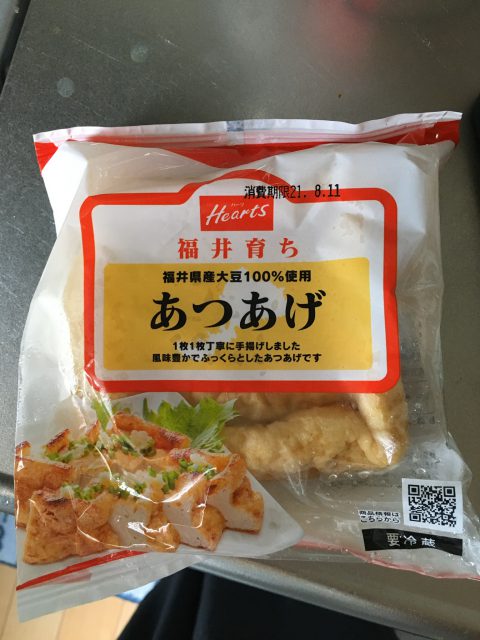 消費期限21. 8.11
ハーツ
Hearts
福井育ち
福井県産大豆100%使用
あつあげ
1枚1枚丁寧に手揚げしました
風味豊かでふっくらとしたあつあげです
商品情報は
こちらから
要冷蔵